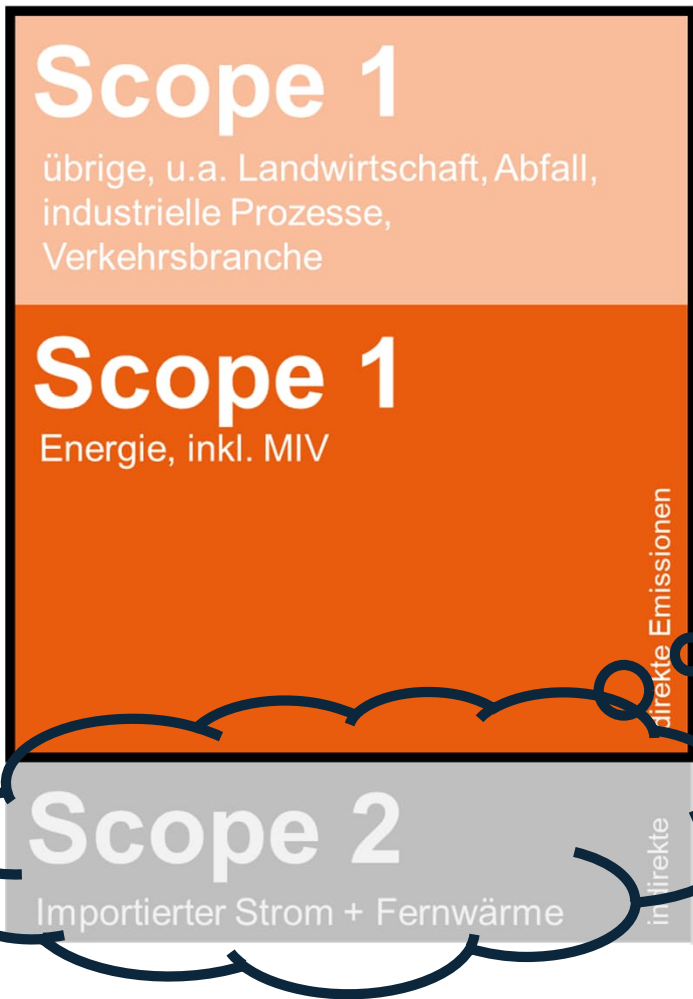 Scope 1
übrige, u.a. Landwirtschaft, Abfall,
industrielle Prozesse,
Verkehrsbranche
Scope 1
Energie, inkl. MIV
direkte Emissionen
Scope 2
Importierter Strom + Fernwärme
indirekte